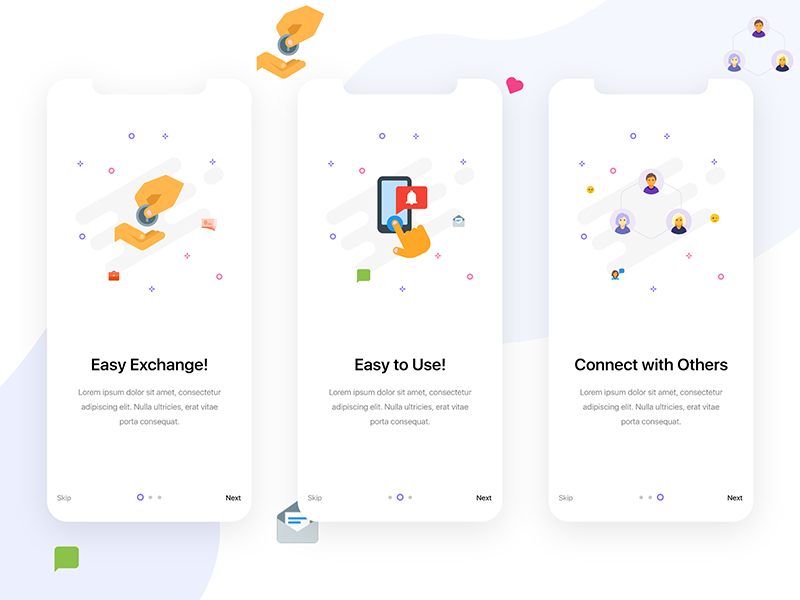 Easy Exchange!
Lorem ipsum dolor sit amet, consectetur
adipiscing elit. Nulla ultricies, erat vitae
porta consequat.
Skip
Next
Easy to Use!
Lorem ipsum dolor sit amet, consectetur
adipiscing elit. Nulla ultricies, erat vitae
porta consequat.
Skip
Next
Connect with Others
Lorem ipsum dolor sit amet, consectetur
adipiscing elit. Nulla ultricies, erat vitae
porta consequat.
Skip
Next